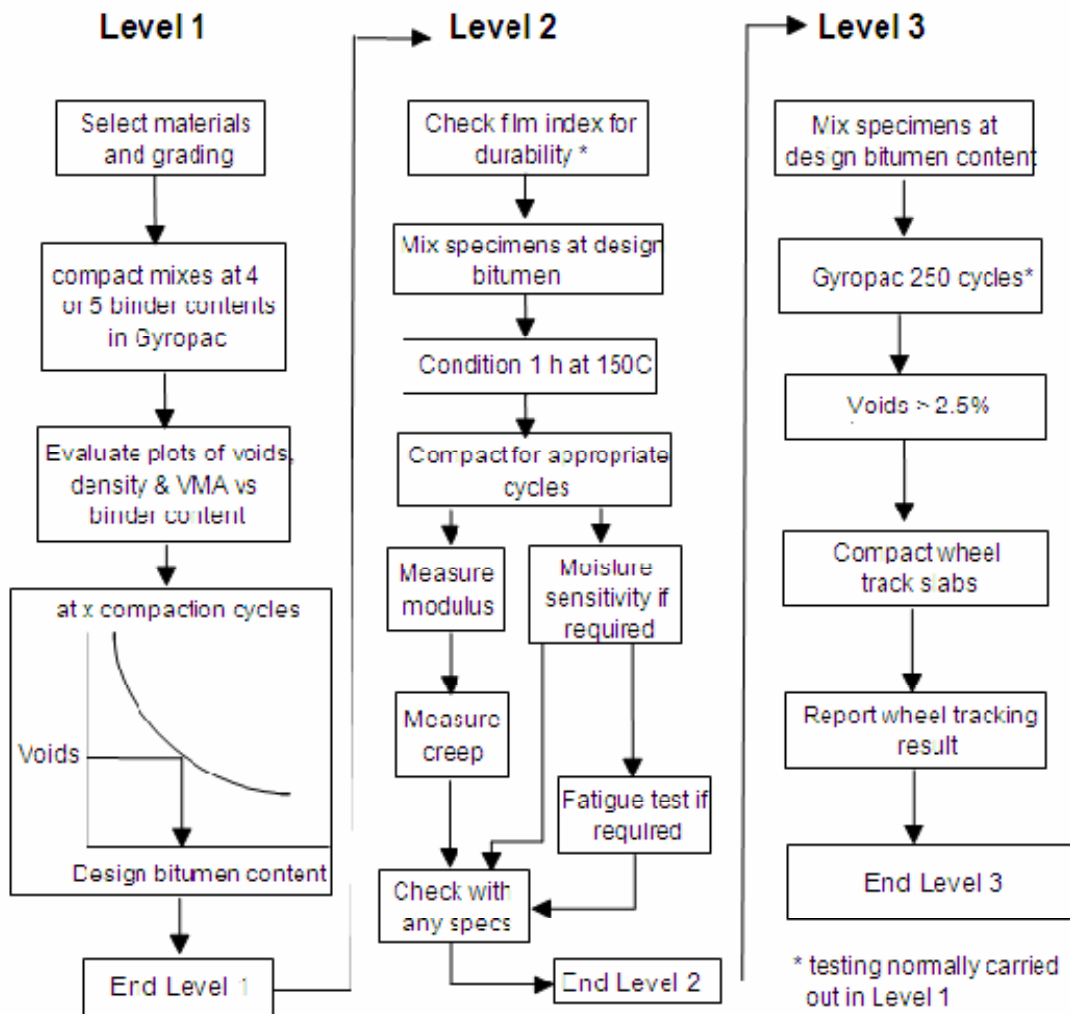 Level 1
Select materials
and grading
compact mixes at 4
or 5 binder contents
in Gyropac
Evaluate plots of voids,
density & VMA vs
binder content
at x compaction cycles
Voids
Design bitumen content
End Level 1
Level 2
Check film index for
durability *
Mix specimens at design
bitumen
Condition 1 h at 150C
Compact for appropriate
cycles
Measure
modulus
Measure
creep
Moisture
sensitivity if
required
Fatigue test if
required
Check with
any specs
End Level 2
Level 3
Mix specimens at
design bitumen content
Gyropac 250 cycles*
Voids > 2.5%
Compact wheel
track slabs
Report wheel tracking
result
End Level 3
* testing normally carried
out in Level 1